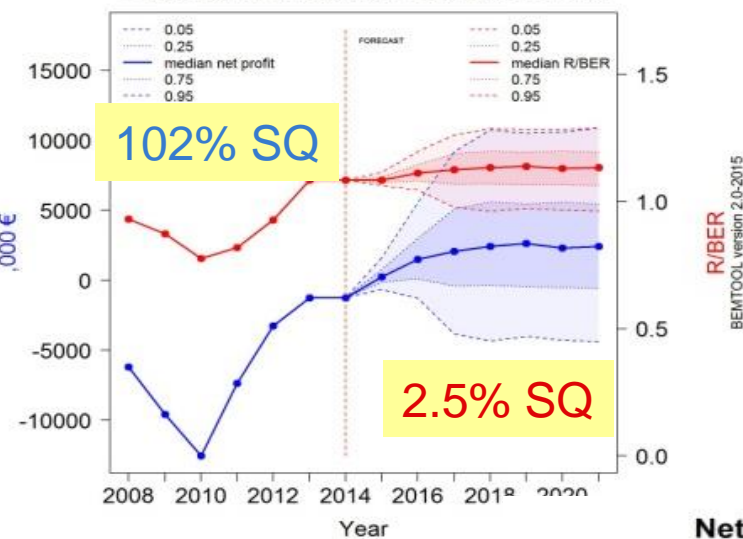 0.05
0.25
median net profit
0.75
0.95
FORECAST
0.05
0.25
median R/BER
0.75
0.95
15000
10000
5000
0
-5000
-10000
,000 €
102% SQ
2.5% SQ
1.5
1.0
0.5
0.0
R/BER
BEMTOOL version 2.0-2015
2008 2010 2012 2014 2016 2018 2020
Year
Net